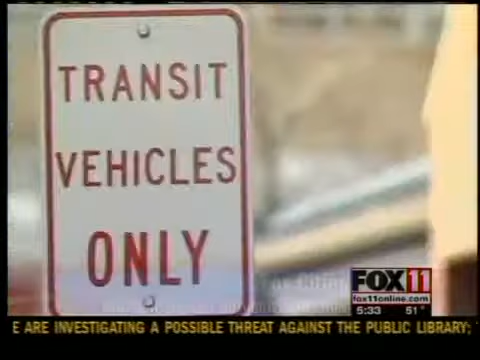 TRANSIT
VEHICLES
ONLY
FOX 11
fox11online.com
5:33 51°
E ARE INVESTIGATING A POSSIBLE THREAT AGAINST THE PUBLIC LIBRARY;